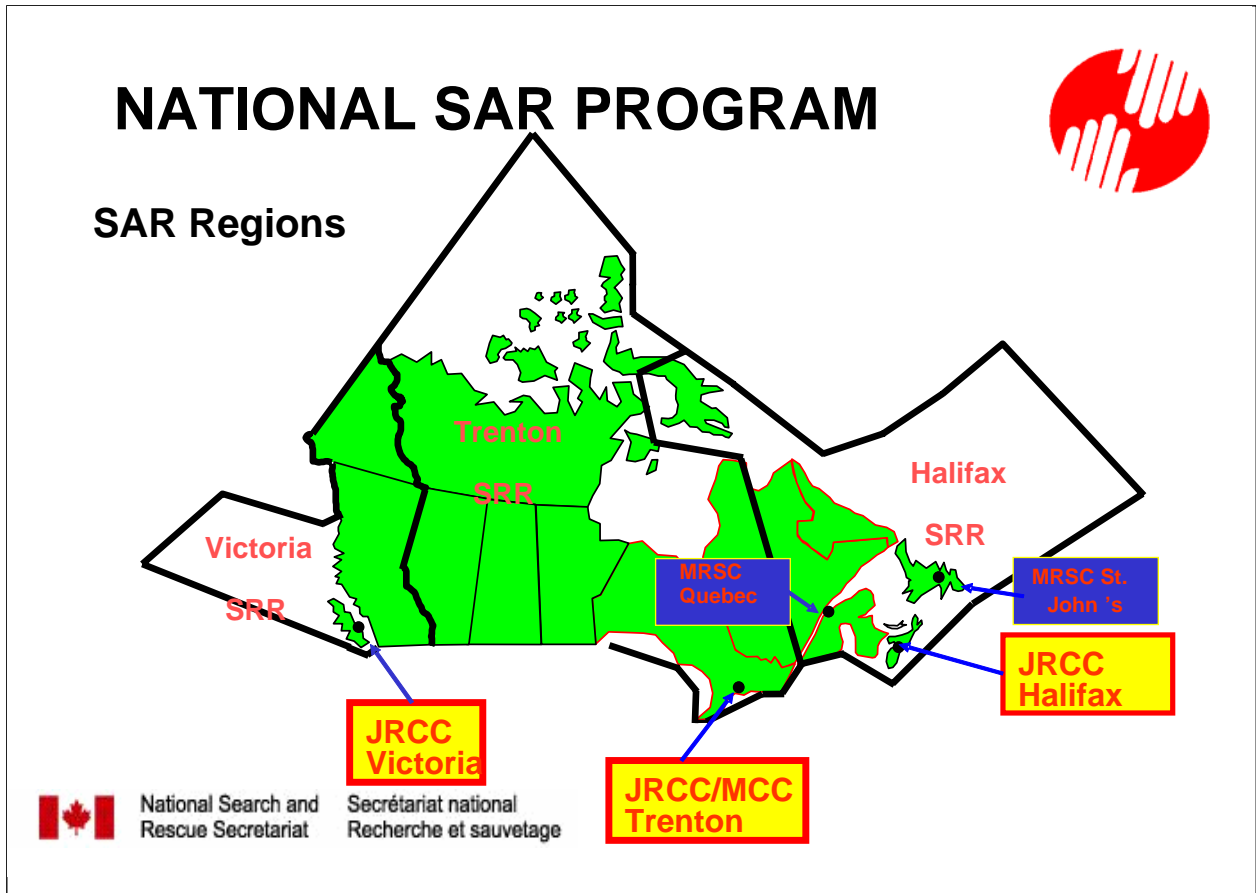 NATIONAL SAR PROGRAM
SAR Regions
Trenton
SRR
Halifax
SRR
Victoria
SRR
MRSC
Quebec
MRSC St.
John 's
JRCC
Halifax
JRCC
Victoria
JRCC/MCC
Trenton
National Search and
Rescue Secretariat
Secrétariat national
Recherche et sauvetage